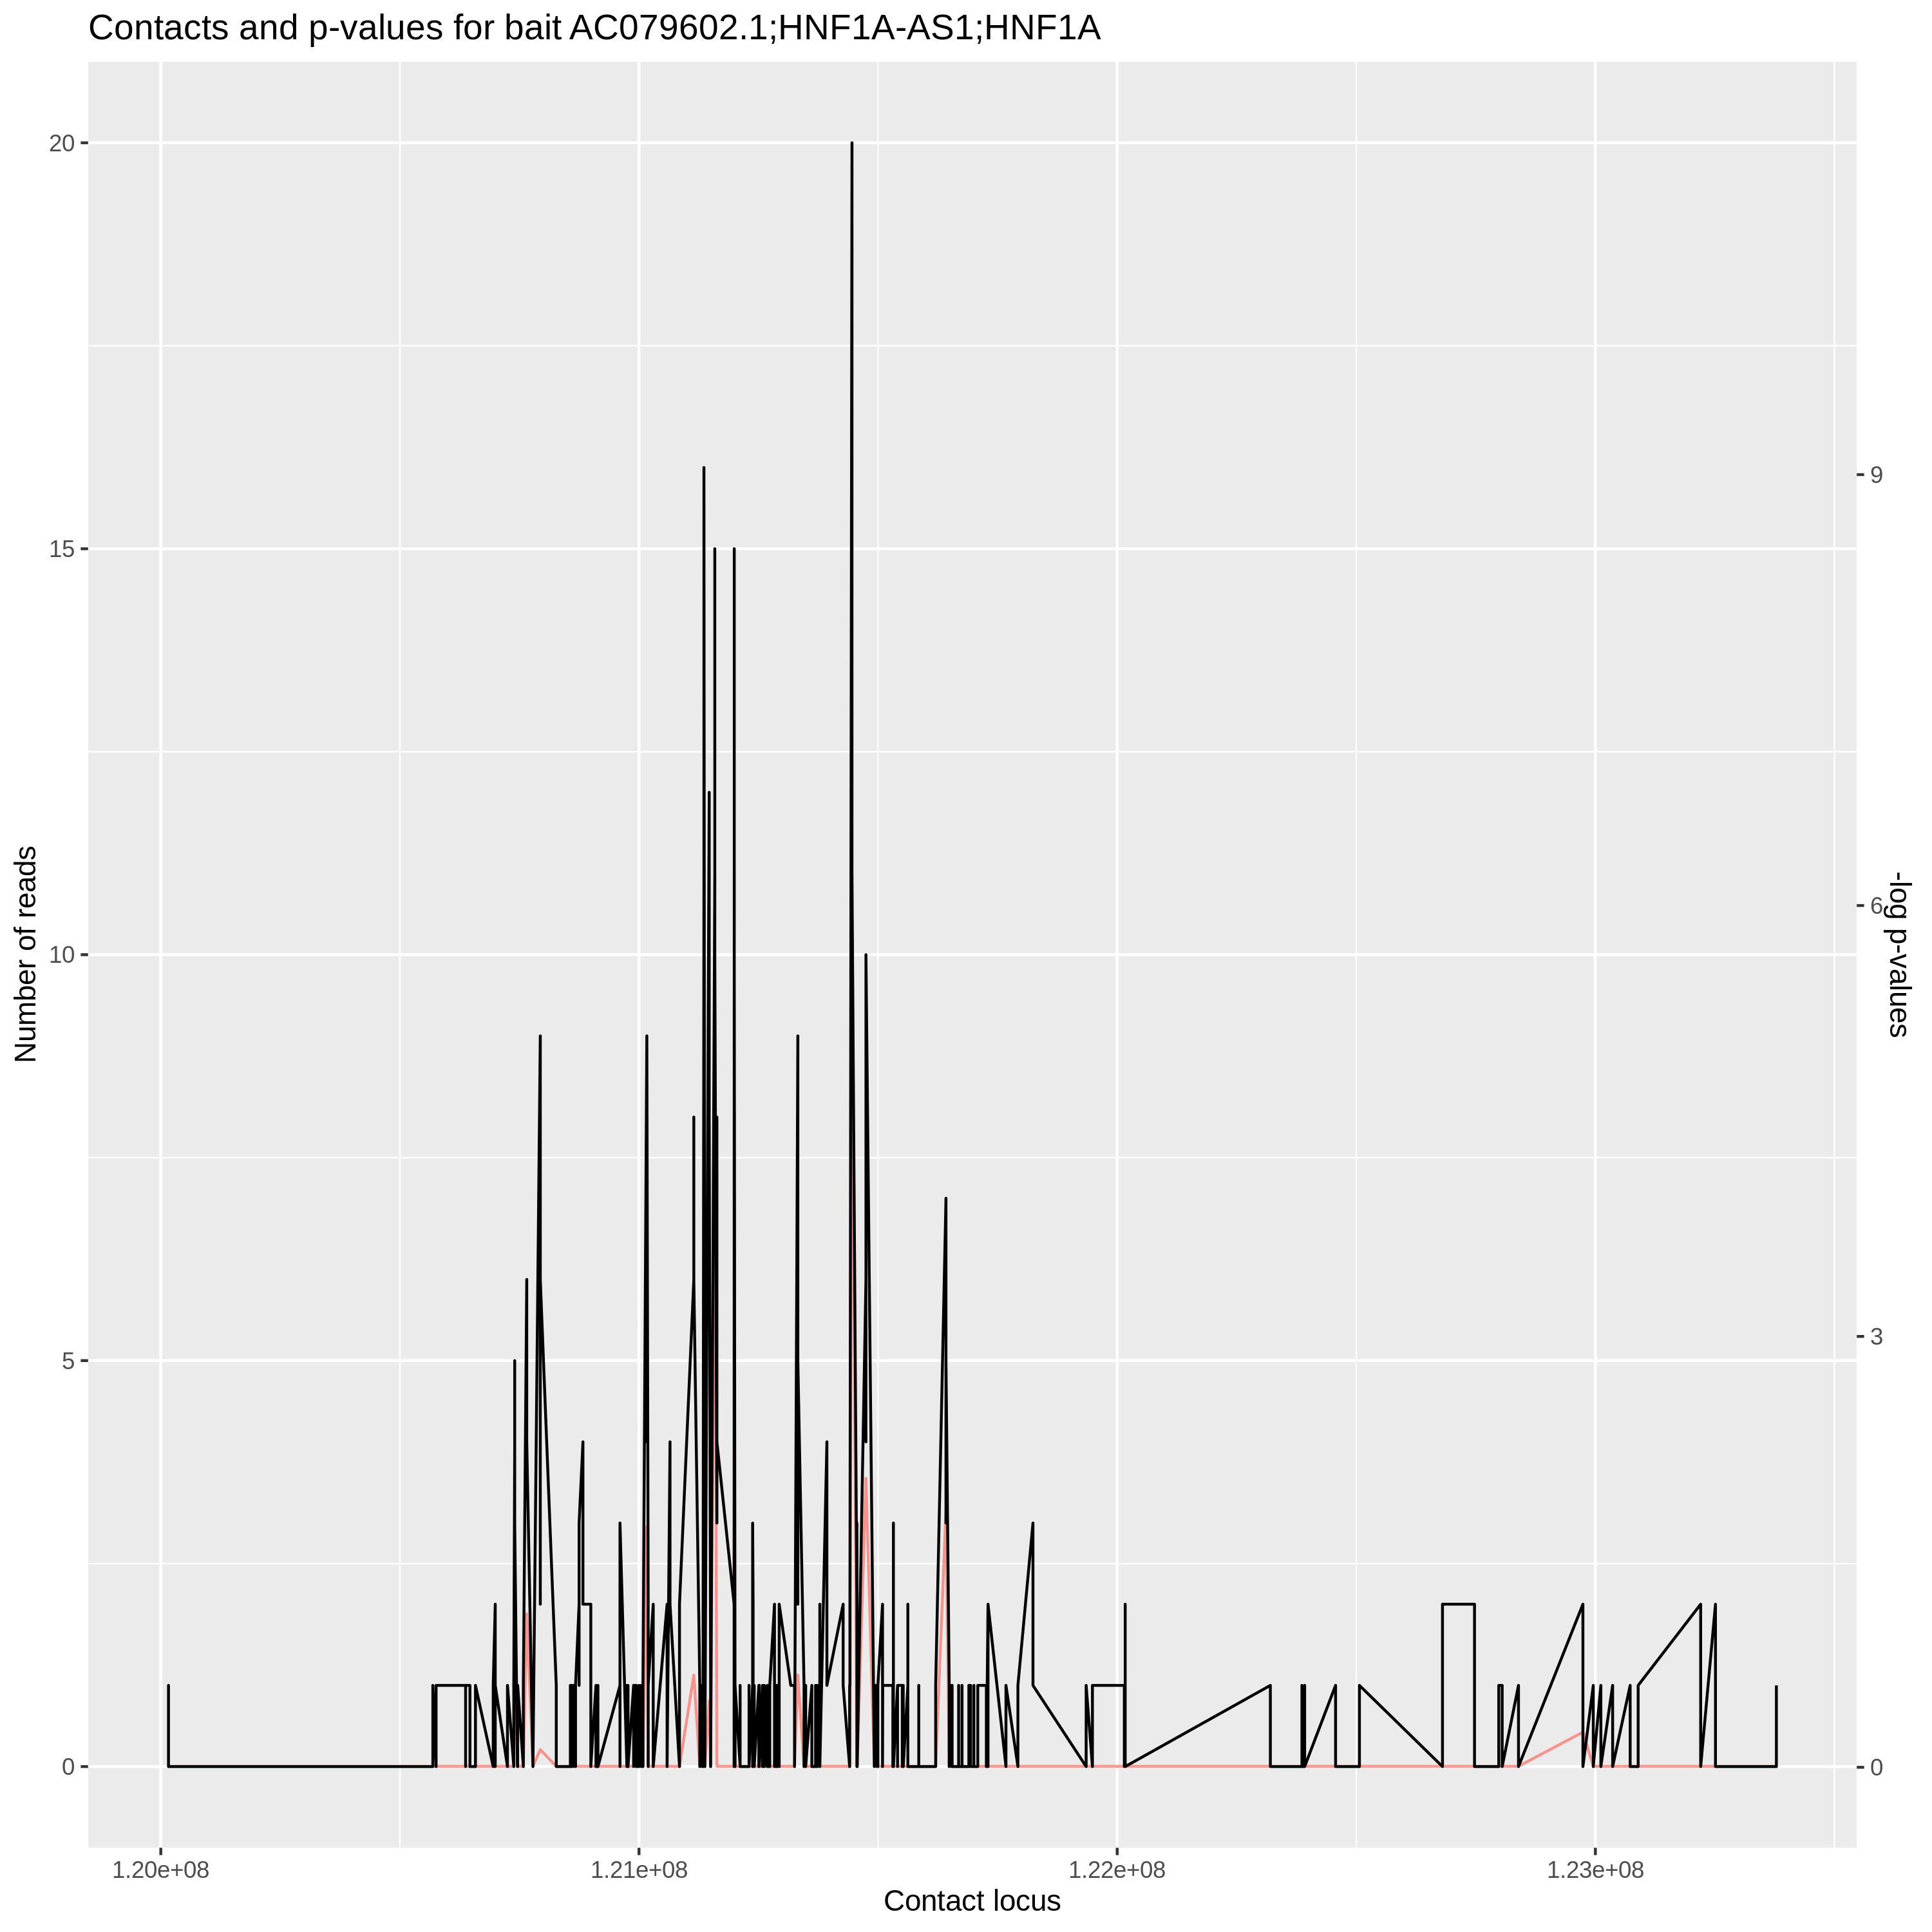 Contacts and p-values for bait AC079602.1;HNF1A-AS1;HNF1A
20
15
10
5
0
Number of reads
9
6
3
0
-log p-values
1.20e+08
1.21e+08
1.22e+08
1.23e+08
Contact locus